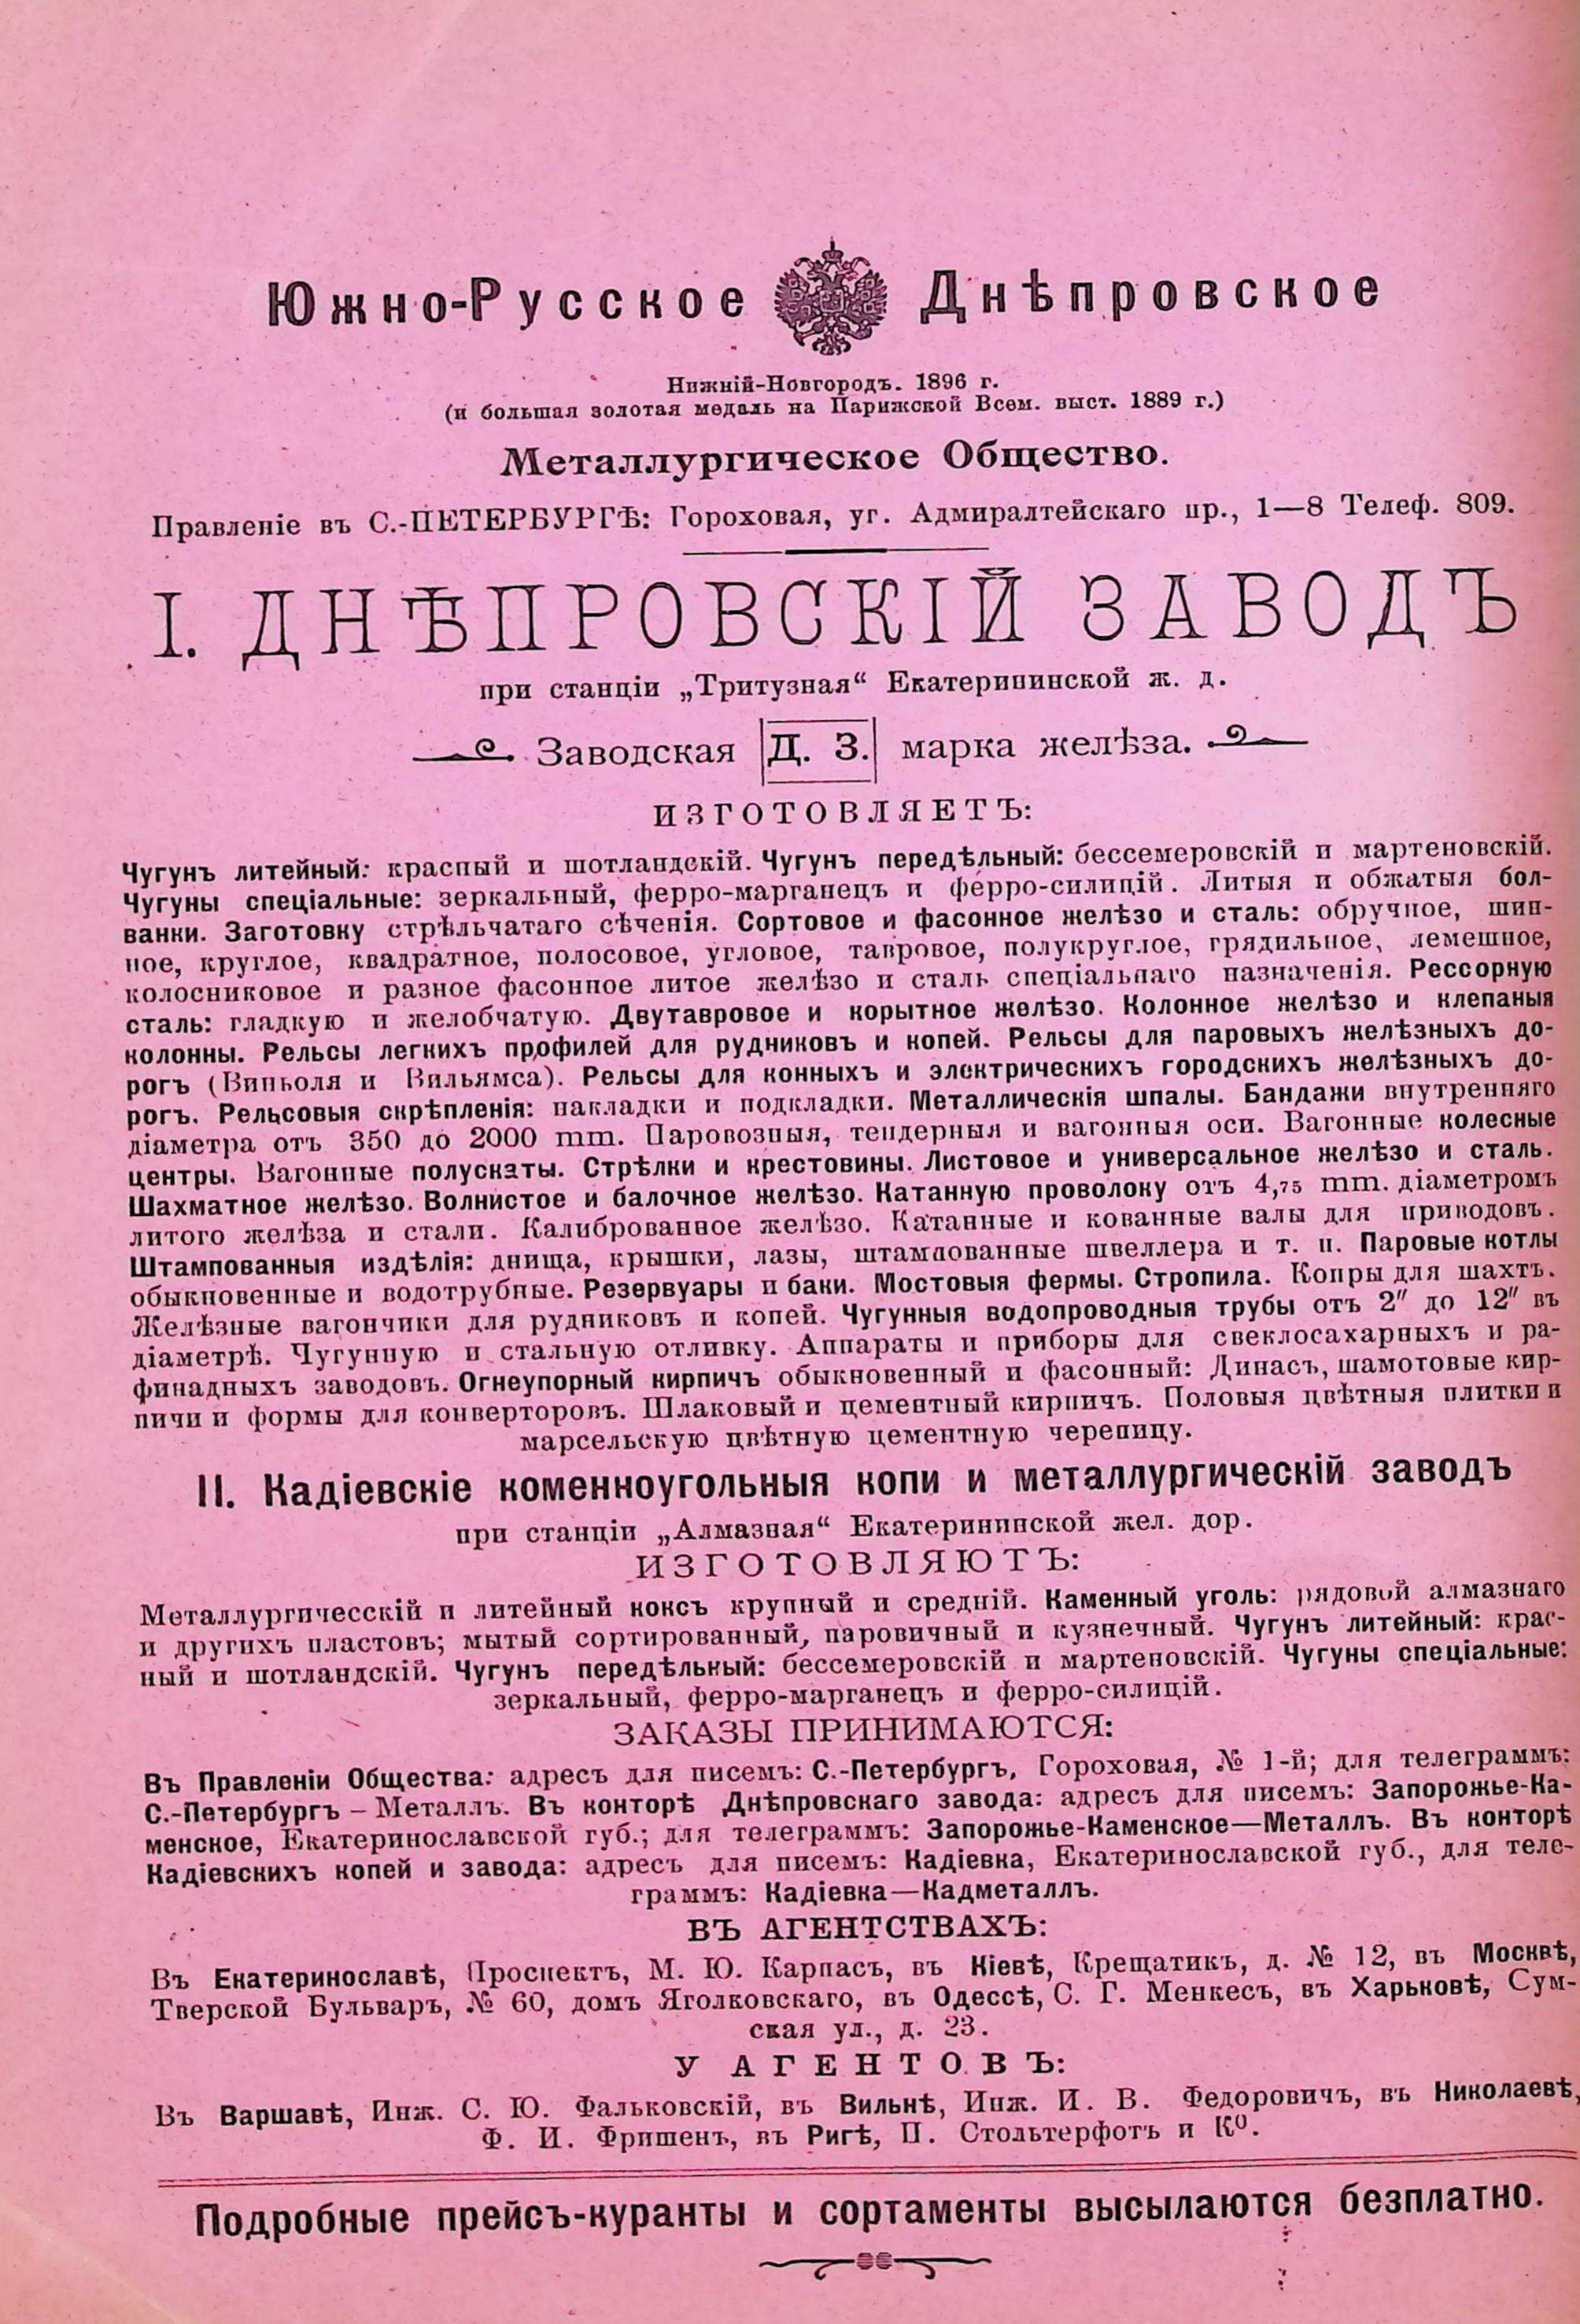 Южно-Русское Днѣпровское
Нижній-Новгородъ. 1896 г.
(и большая золотая медаль на Парижской Всем. выст. 1889 г.)
Металлургическое Общество.
Правленіе въ С.-ПЕТЕРБУРГѢ: Гороховая, уг. Адмиралтейскаго пр., 1—8 Телеф. 809.
I. ДНѢПРОВСКІЙ ЗАВОДЪ
при станціи „Тритузная“ Екатерининской ж. д.
Заводская Д. З. марка желѣза.
ИЗГОТОВЛЯЕТЪ:
Чугунъ литейный: красный и шотландскій. Чугунъ передѣльный: бессемеровскій и мартеновскій.
Чугуны спеціальные: зеркальный, ферро-марганецъ и ферро-силицій. Литыя и обжатыя бол-
ванки. Заготовку стрѣльчатаго сѣченія. Сортовое и фасонное желѣзо и сталь: обручное, шин-
ное, круглое, квадратное, полосовое, угловое, тавровое, полукруглое, грядильное, лемешное,
колосниковое и разное фасонное литое желѣзо и сталь спеціальнаго назначенія. Рессорную
сталь: гладкую и желобчатую. Двутавровое и корытное желѣзо. Колонное желѣзо и клепаныя
колонны. Рельсы легкихъ профилей для рудниковъ и копей. Рельсы для паровыхъ желѣзныхъ до-
рогъ (Виньоля и Вильямса). Рельсы для конныхъ и электрическихъ городскихъ желѣзныхъ до-
рогъ. Рельсовыя скрѣпленія: накладки и подкладки. Металлическія шпалы. Бандажи внутренняго
діаметра отъ 350 до 2000 mm. Паровозныя, тендерныя и вагонныя оси. Вагонные колесные
центры. Вагонные полускаты. Стрѣлки и крестовины. Листовое и универсальное желѣзо и сталь.
Шахматное желѣзо. Волнистое и балочное желѣзо. Катанную проволоку отъ 4,75 mm. діаметромъ
литого желѣза и стали. Калиброванное желѣзо. Катанные и кованные валы для приводовъ.
Штампованныя издѣлія: днища, крышки, лазы, штампованные швеллера и т. п. Паровые котлы
обыкновенные и водотрубные. Резервуары и баки. Мостовыя фермы. Стропила. Копры для шахтъ.
Желѣзные вагончики для рудниковъ и копей. Чугунныя водопроводныя трубы отъ 2" до 12" въ
діаметрѣ. Чугунную и стальную отливку. Аппараты и приборы для свеклосахарныхъ и ра-
финадныхъ заводовъ. Огнеупорный кирпичъ обыкновенный и фасонный: Динасъ, шамотовые кир-
пичи и формы для конверторовъ. Шлаковый и цементный кирпичъ. Половыя цвѣтныя плитки и
марсельскую цвѣтную цементную черепицу.
II. Кадіевскіе коменноугольныя копи и металлургическій заводъ
при станціи „Алмазная“ Екатерининской жел. дор.
ИЗГОТОВЛЯЮТЪ:
Металлургичесскій и литейный коксъ крупный и средній. Каменный уголь: рядовой алмазнаго
и другихъ пластовъ; мытый сортированный, паровичный и кузнечный. Чугунъ литейный: крас-
ный и шотландскій. Чугунъ передѣльный: бессемеровскій и мартеновскій. Чугуны спеціальные:
зеркальный, ферро-марганецъ и ферро-силицій.
ЗАКАЗЫ ПРИНИМАЮТСЯ:
Въ Правленіи Общества: адресъ для писемъ: С.-Петербургъ, Гороховая, № 1-й; для телеграммъ:
С.-Петербургъ – Металлъ. Въ конторѣ Днѣпровскаго завода: адресъ для писемъ: Запорожье-Ка-
менское, Екатеринославской губ.; для телеграммъ: Запорожье-Каменское—Металлъ. Въ конторѣ
Кадіевскихъ копей и завода: адресъ для писемъ: Кадіевка, Екатеринославской губ., для теле-
граммъ: Кадіевка—Кадметаллъ.
ВЪ АГЕНТСТВАХЪ:
Въ Екатеринославѣ, Проспектъ, М. Ю. Карпасъ, въ Кіевѣ, Крещатикъ, д. № 12, въ Москвѣ,
Тверской Бульваръ, № 60, домъ Яголковскаго, въ Одессѣ, С. Г. Менкесъ, въ Харьковѣ, Сум-
ская ул., д. 23.
У АГЕНТОВЪ:
Въ Варшавѣ, Инж. С. Ю. Фальковскій, въ Вильнѣ, Инж. И. В. Федоровичъ, въ Николаевѣ,
Ф. И. Фришенъ, въ Ригѣ, П. Стольтерфотъ и К⁰.
Подробные прейсъ-куранты и сортаменты высылаются безплатно.